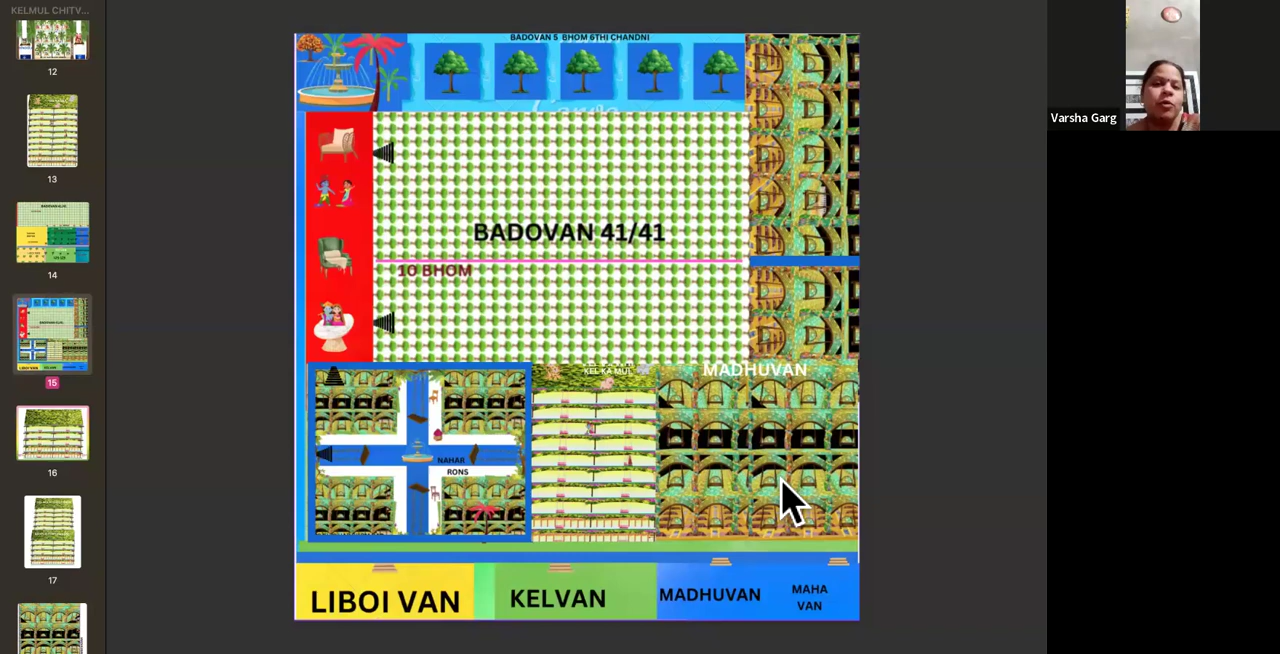 KELMUL CHITV...
12
13
14
15
16
17
BADOVAN 5 BHOM 6THI CHANDNI
Canva
BADOVAN 41/41
10 BHOM
KEL KA MUL
MADHUVAN
NAHAR
RONS
LIBOI VAN
KELVAN
MADHUVAN
MAHA
VAN
Varsha Garg